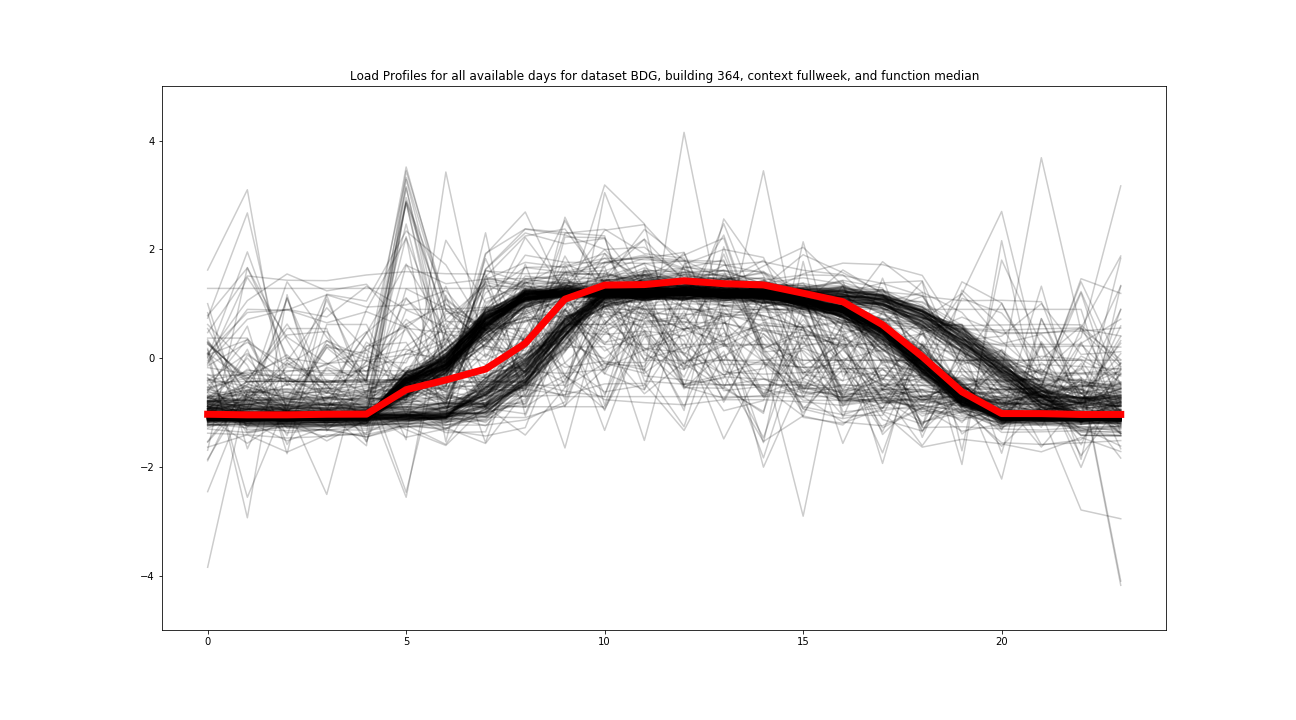 Load Profiles for all available days for dataset BDG, building 364, context fullweek, and function median
4
2
0
−2
−4
0 5 10 15 20